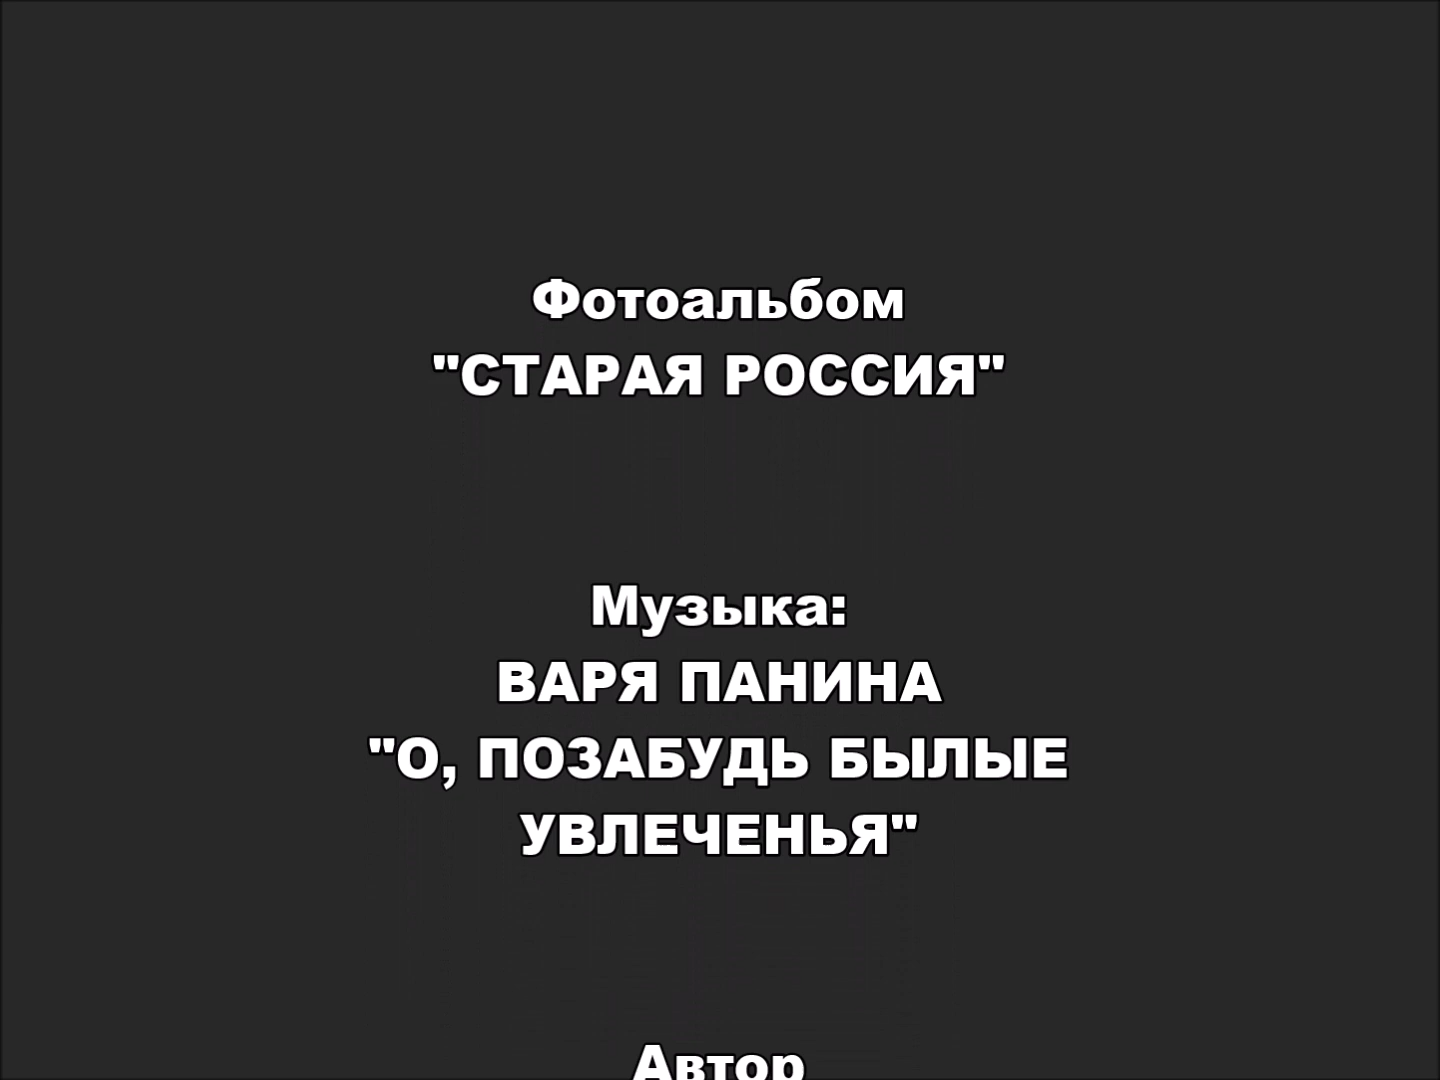 Фотоальбом
"СТАРАЯ РОССИЯ"
Музыка:
ВАРЯ ПАНИНА
"О, ПОЗАБУДЬ БЫЛЫЕ
УВЛЕЧЕНЬЯ"
Автор